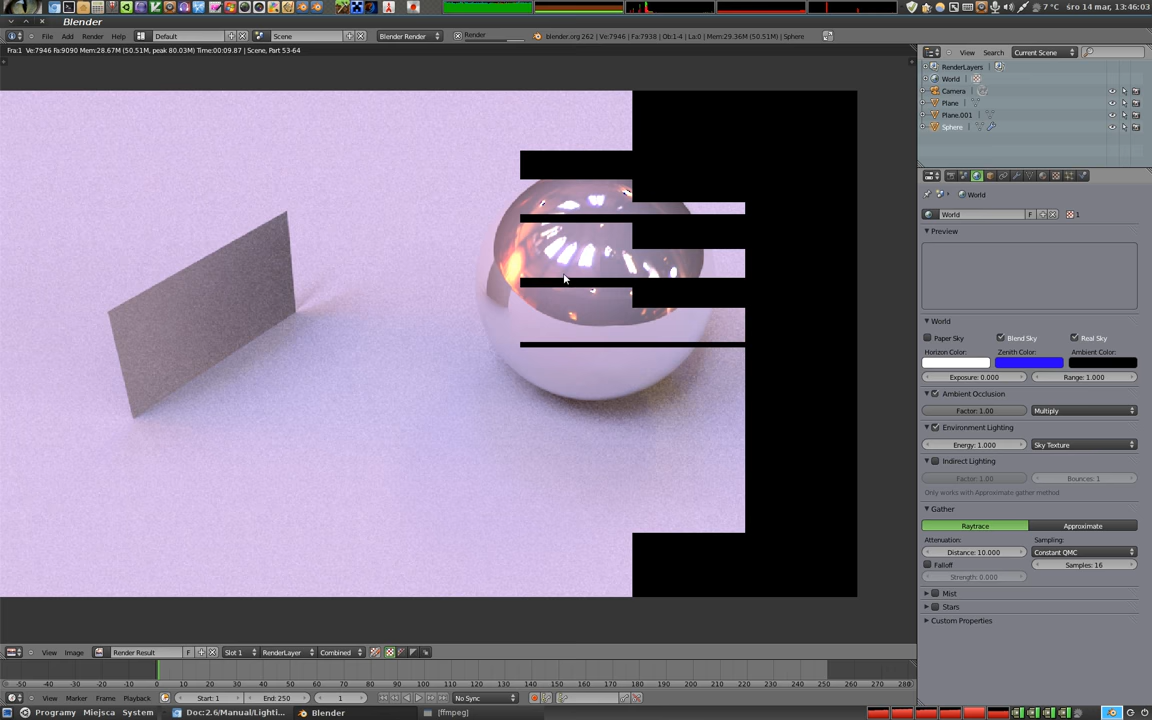 7 °C śro 14 mar, 13:46:03
Blender
File Add Render Help Default Scene Blender Render Render blender.org 262 | Ve:7946 | Fa:7938 | Ob:1-4 | La:0 | Mem:29.36M (50.51M) | Sphere
Fra:1 Ve:7946 Fa:9090 Mem:28.67M (50.51M, peak 80.03M) Time:00:09.87 | Scene, Part 53-64
View Search Current Scene
RenderLayers
World
Camera
Plane
Plane.001
Sphere
World
World F 1
Preview
World
Paper Sky Blend Sky Real Sky
Horizon Color: Zenith Color: Ambient Color:
Exposure: 0.000 Range: 1.000
Ambient Occlusion
Factor: 1.00 Multiply
Environment Lighting
Energy: 1.000 Sky Texture
Indirect Lighting
Factor: 1.00 Bounces: 1
Only works with Approximate gather method
Gather
Raytrace Approximate
Attenuation: Sampling:
Distance: 10.000 Constant QMC
Falloff Samples: 16
Strength: 0.000
Mist
Stars
Custom Properties
View Image Render Result F Slot 1 RenderLayer Combined
-50 -40 -30 -20 -10 0 10 20 30 40 50 60 70 80 90 100 110 120 130 140 150 160 170 180 190 200 210 220 230 240 250 260 270 280
View Marker Frame Playback Start: 1 End: 250 1 No Sync
Programy Miejsca System Doc:2.6/Manual/Lighti... Blender [ffmpeg]